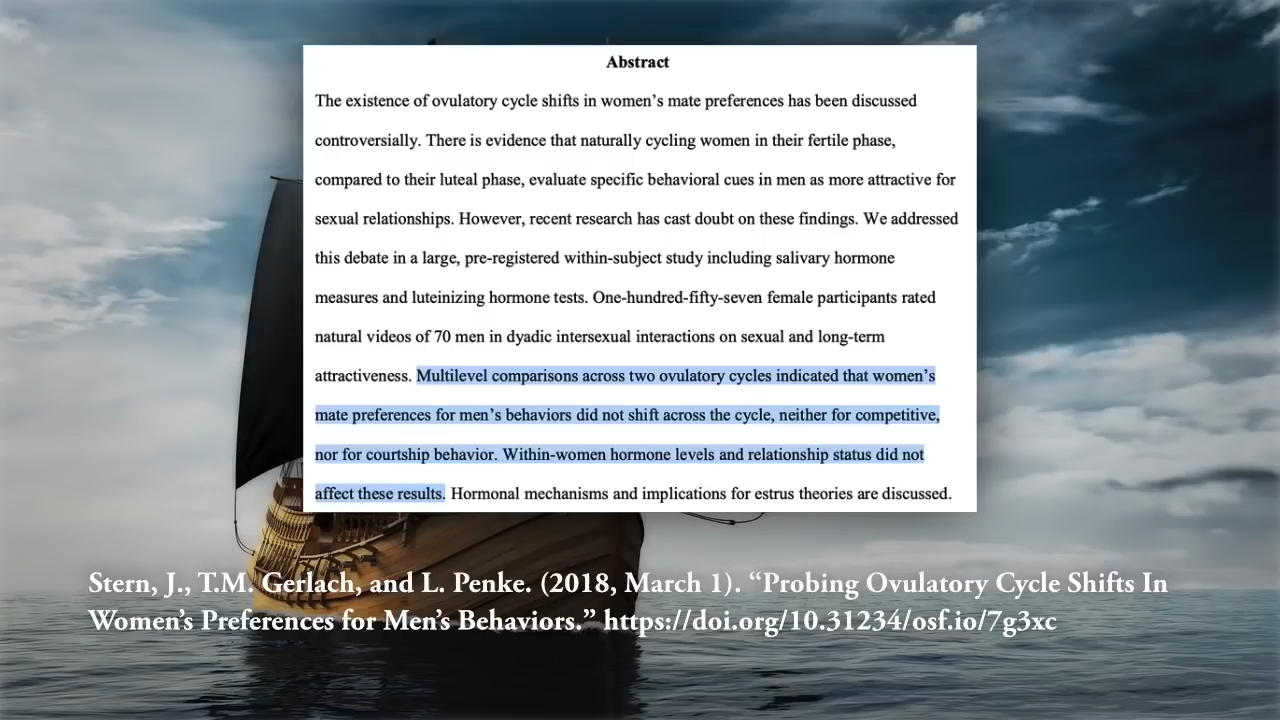 Abstract
The existence of ovulatory cycle shifts in women's mate preferences has been discussed
controversially. There is evidence that naturally cycling women in their fertile phase,
compared to their luteal phase, evaluate specific behavioral cues in men as more attractive for
sexual relationships. However, recent research has cast doubt on these findings. We addressed
this debate in a large, pre-registered within-subject study including salivary hormone
measures and luteinizing hormone tests. One-hundred-fifty-seven female participants rated
natural videos of 70 men in dyadic intersexual interactions on sexual and long-term
attractiveness. Multilevel comparisons across two ovulatory cycles indicated that women's
mate preferences for men's behaviors did not shift across the cycle, neither for competitive,
nor for courtship behavior. Within-women hormone levels and relationship status did not
affect these results. Hormonal mechanisms and implications for estrus theories are discussed.
Stern, J., T.M. Gerlach, and L. Penke. (2018, March 1). “Probing Ovulatory Cycle Shifts In
Women’s Preferences for Men’s Behaviors.” https://doi.org/10.31234/osf.io/7g3xc